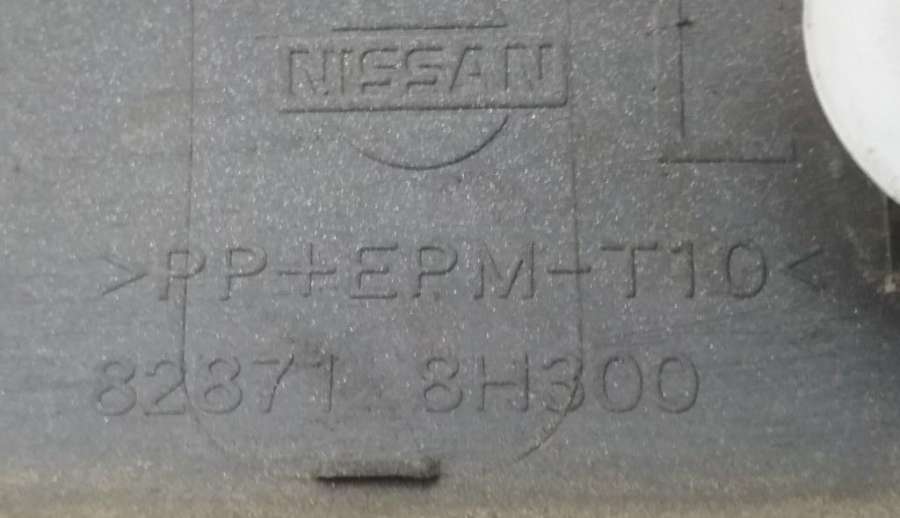 NISSAN
L
>PP+EPM-T10<
82871 8H300